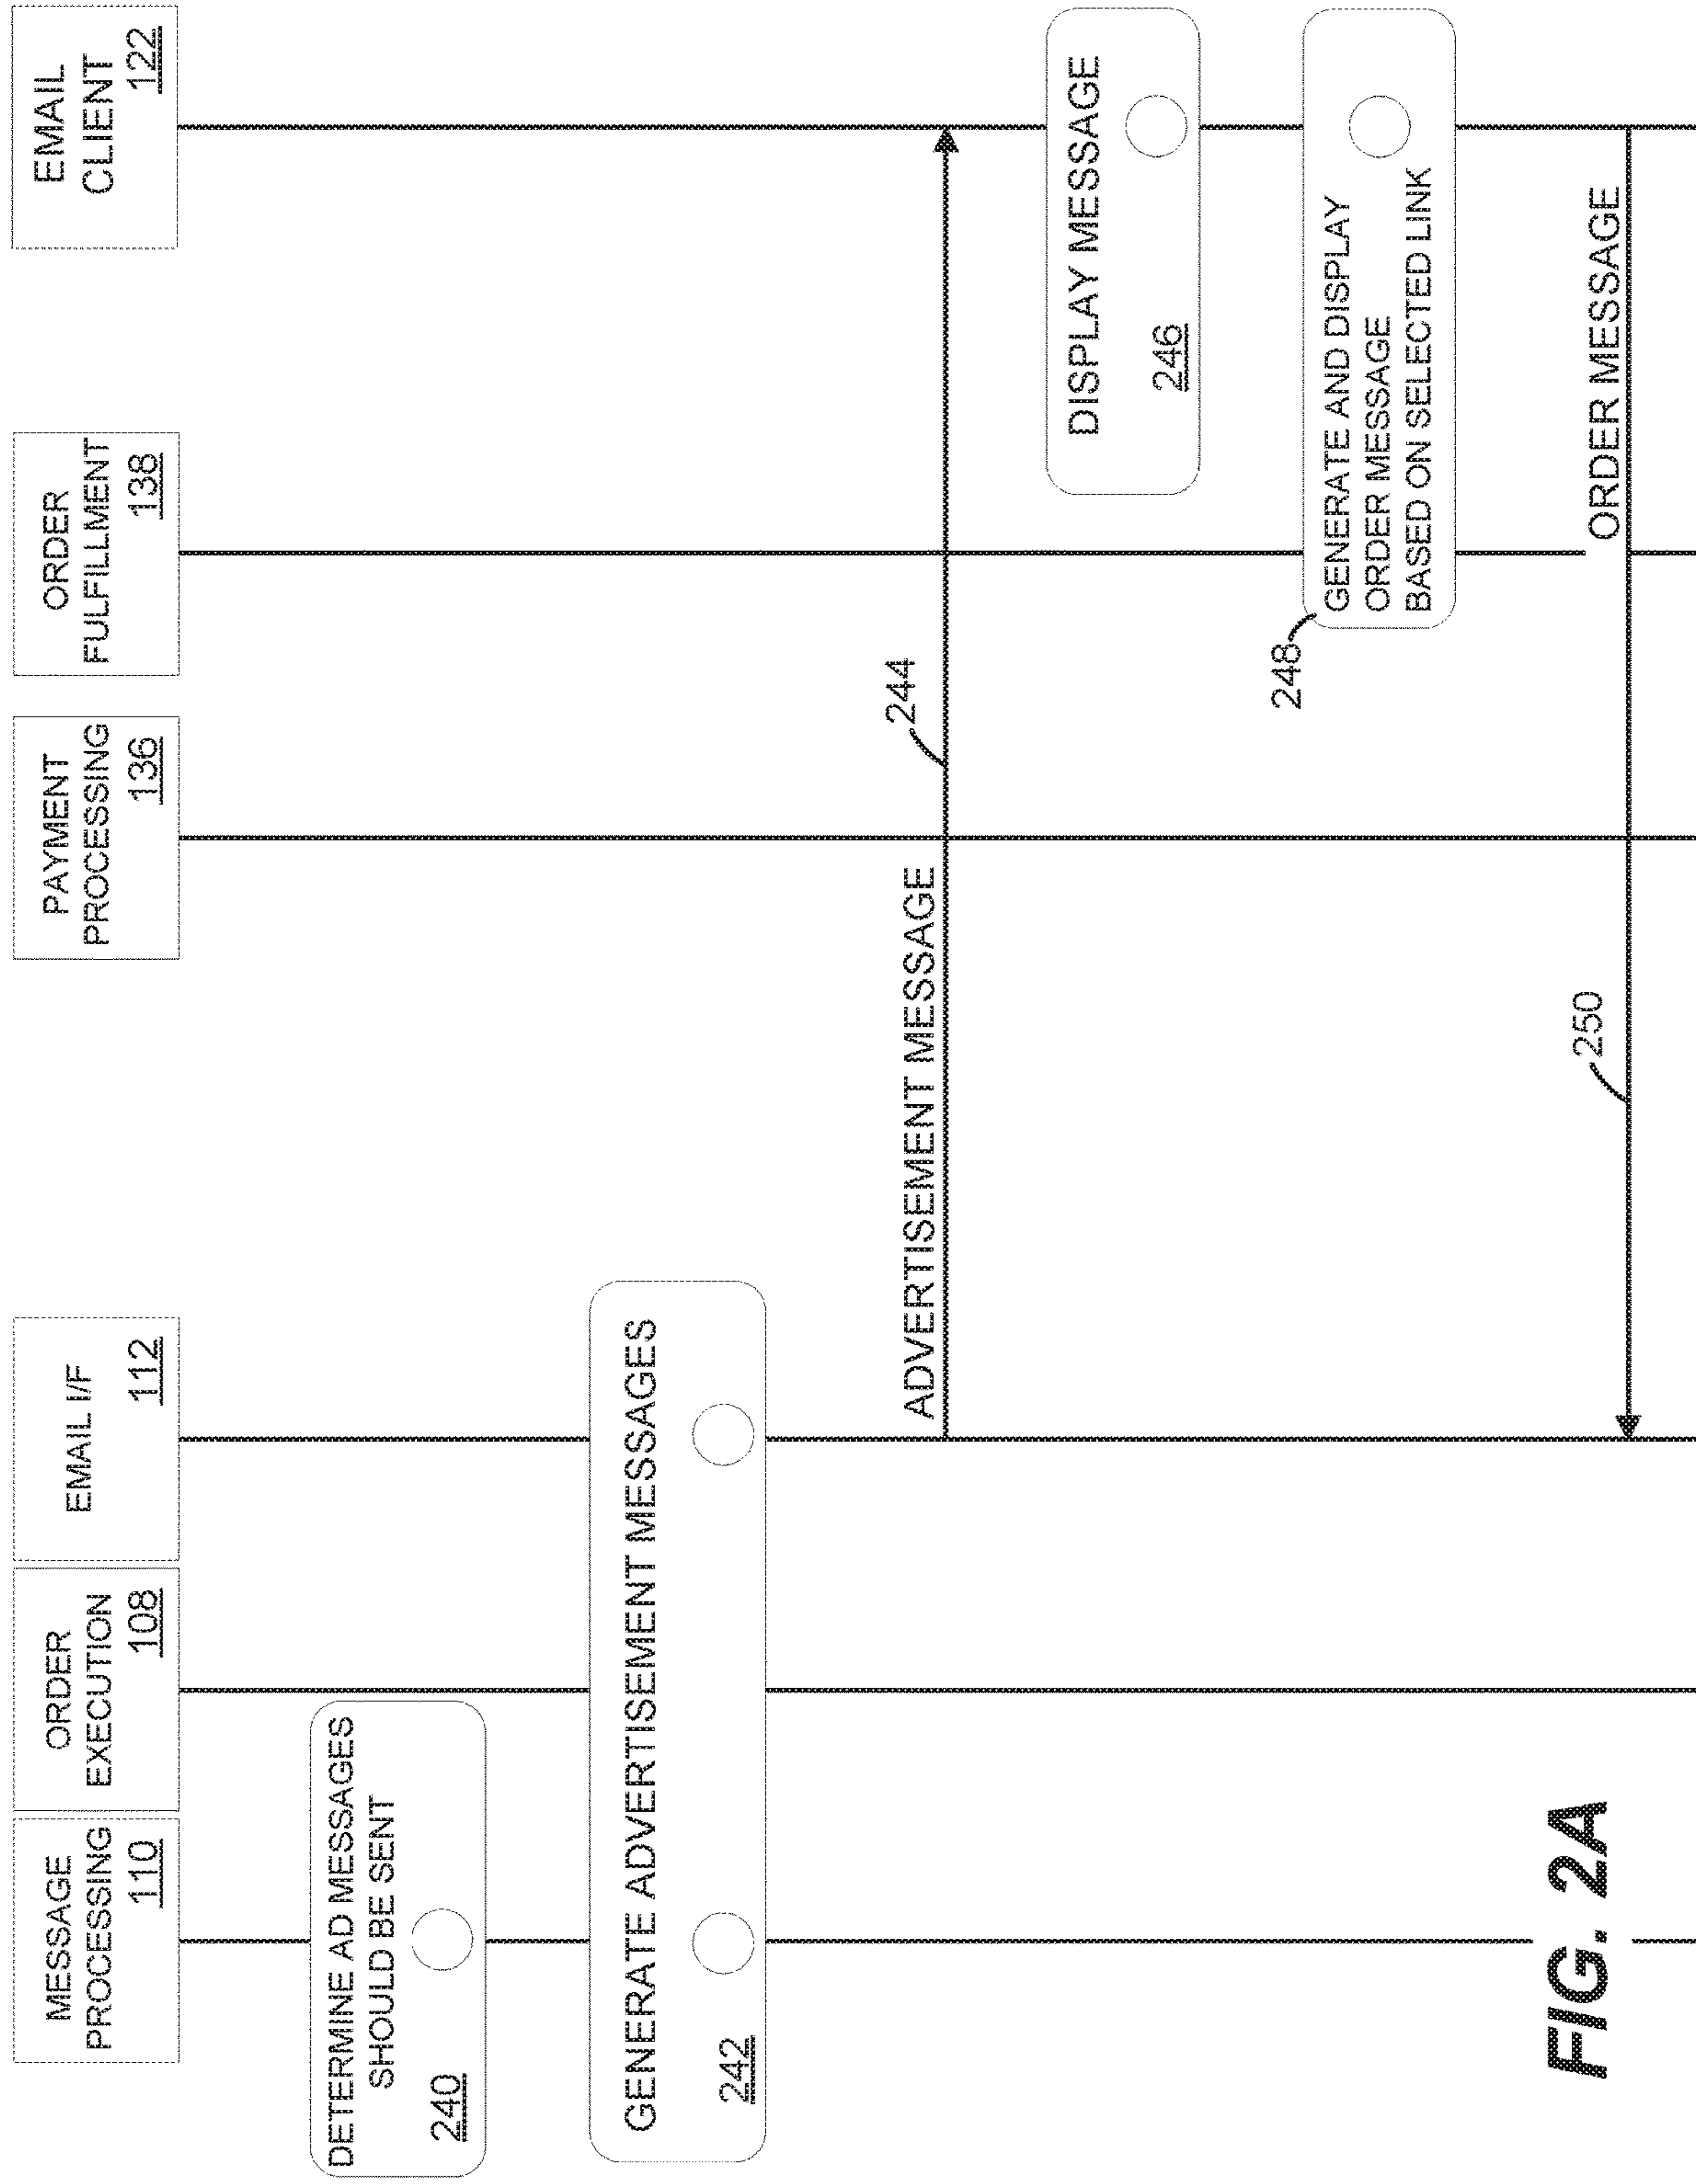 MESSAGE
PROCESSING
110
ORDER
EXECUTION
108
EMAIL I/F
112
PAYMENT
PROCESSING
136
ORDER
FULFILLMENT
138
EMAIL
CLIENT
122
DETERMINE AD MESSAGES
SHOULD BE SENT
240
GENERATE ADVERTISEMENT MESSAGES
242
ADVERTISEMENT MESSAGE
244
DISPLAY MESSAGE
246
248
GENERATE AND DISPLAY
ORDER MESSAGE
BASED ON SELECTED LINK
ORDER MESSAGE
250
FIG. 2A